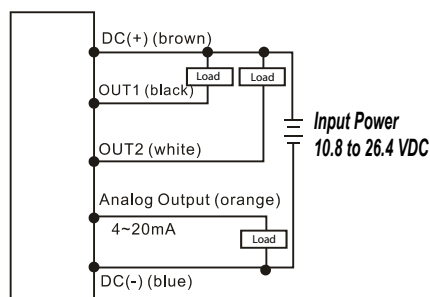 DC(+) (brown)
Load
Load
OUT1 (black)
Input Power
10.8 to 26.4 VDC
OUT2 (white)
Analog Output (orange)
4~20mA
Load
DC(-) (blue)